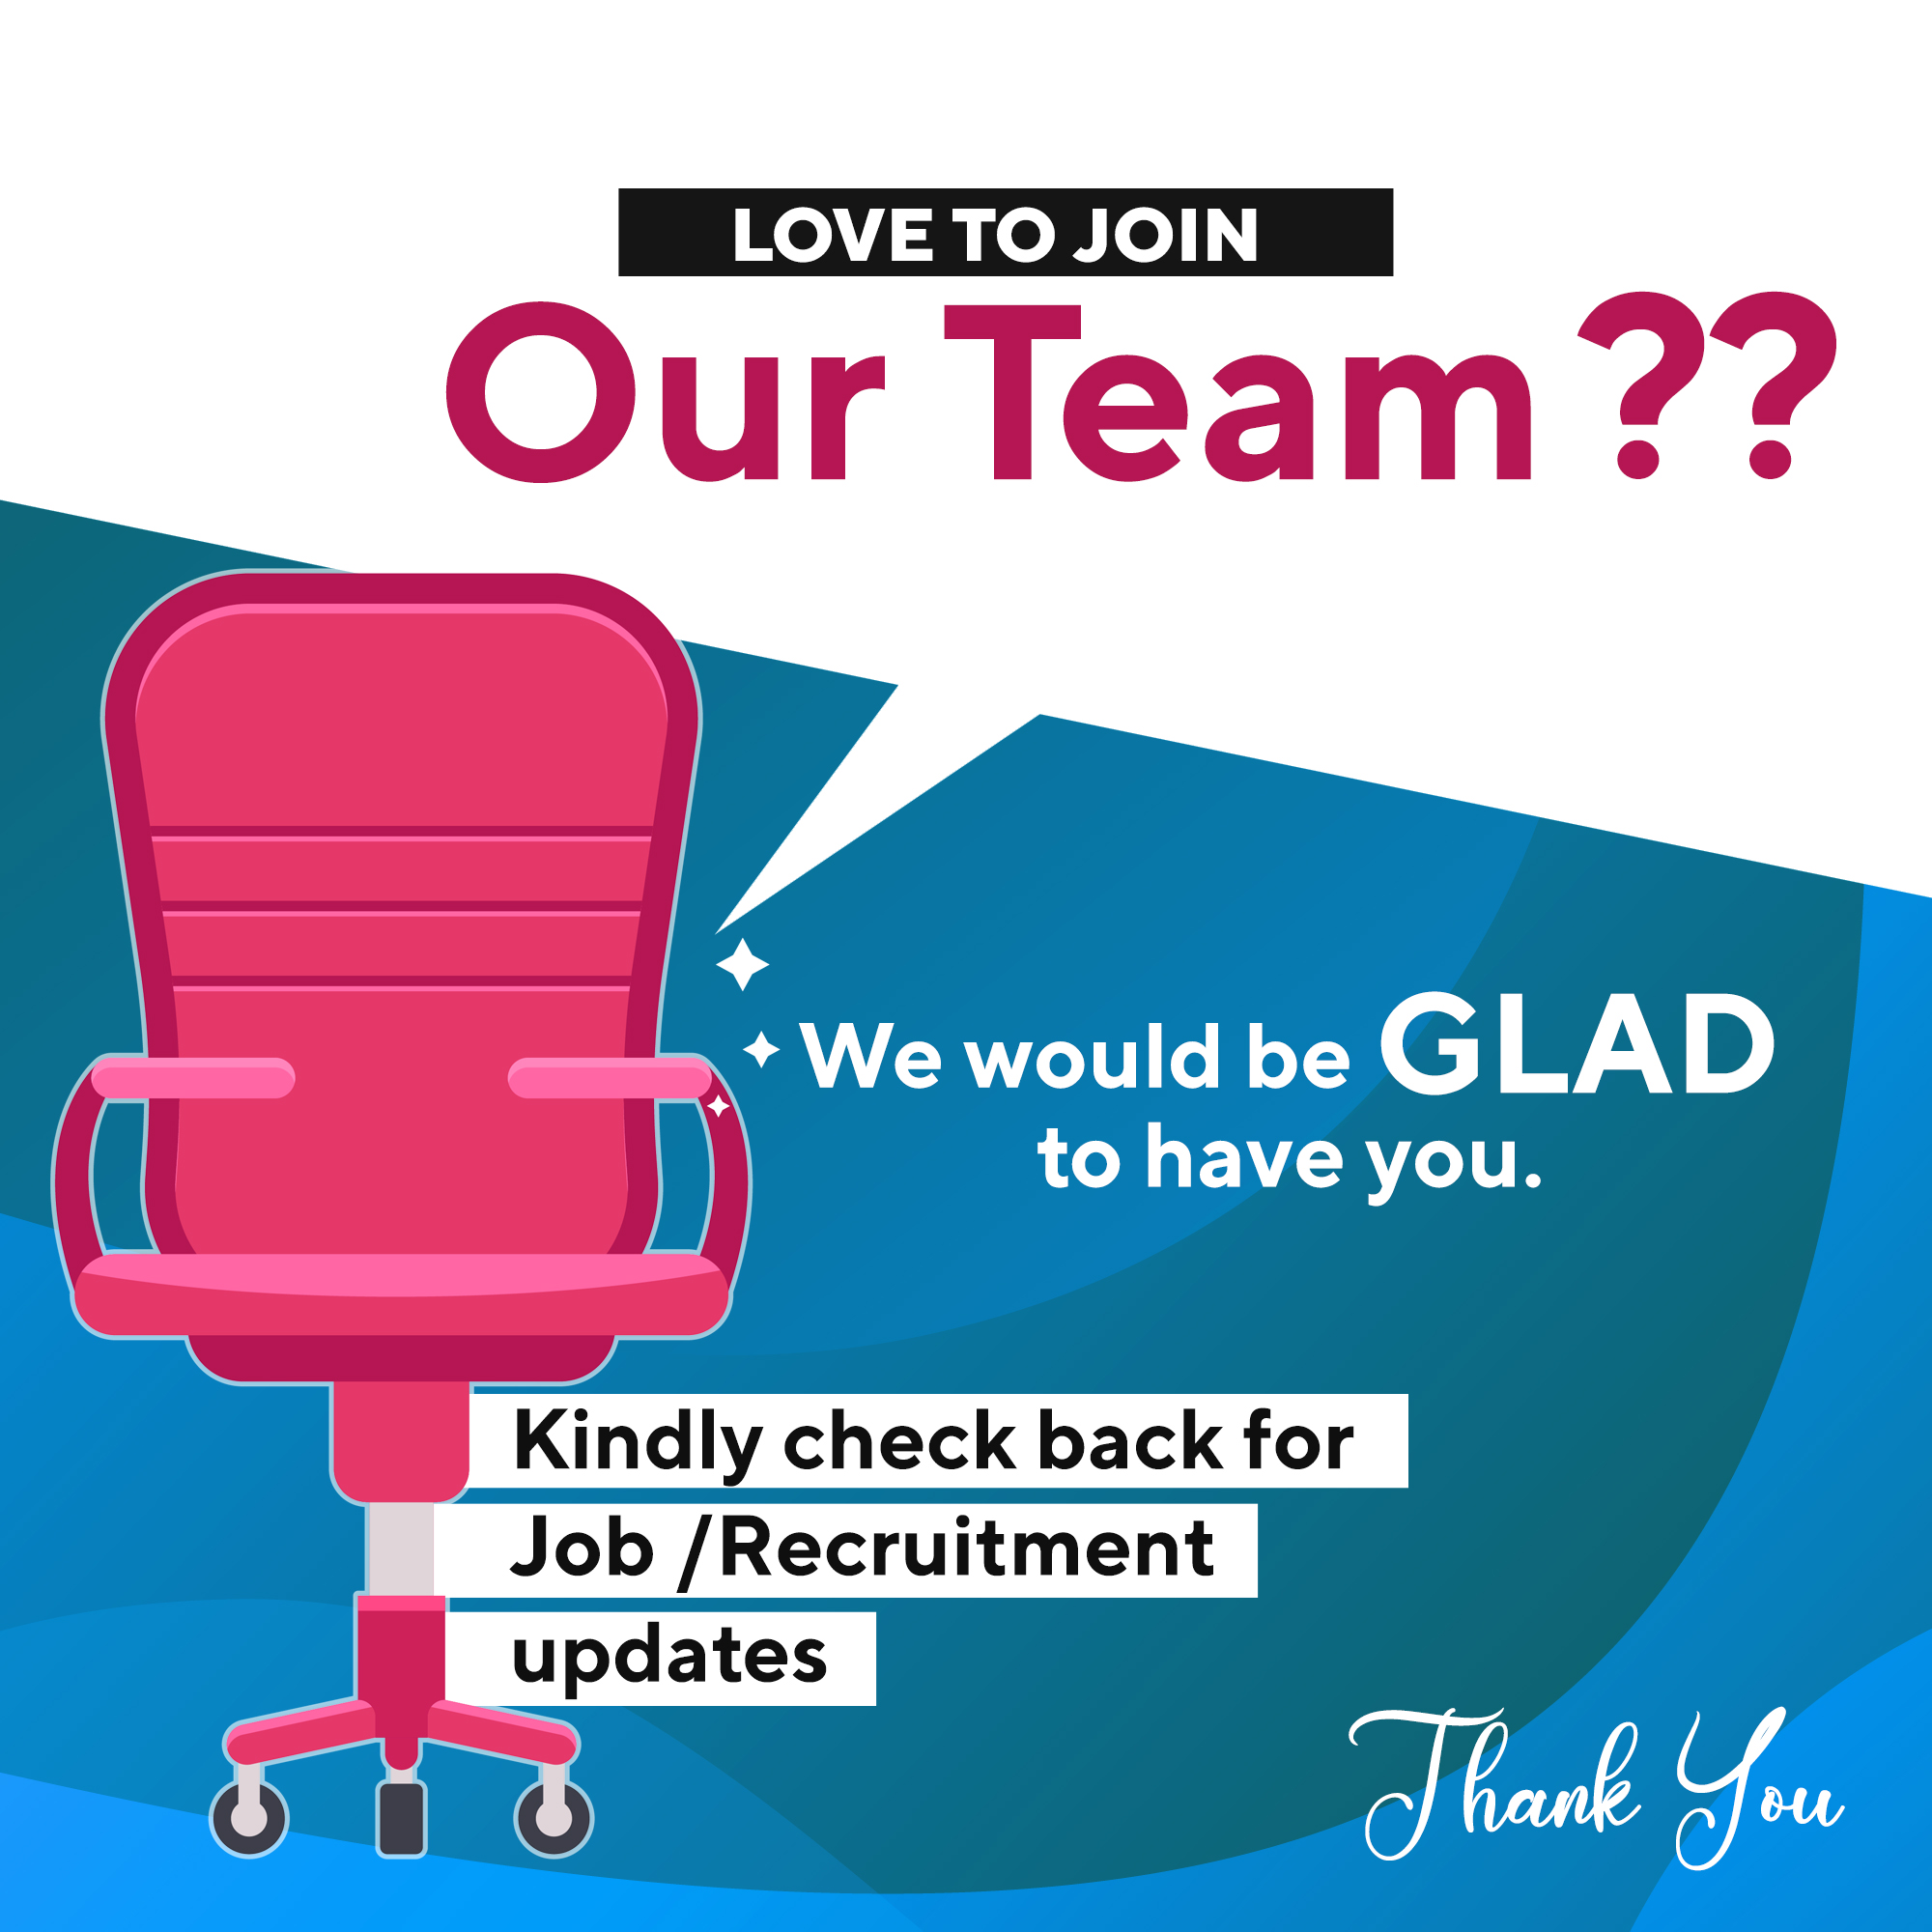 LOVE TO JOIN
Our Team ??
We would be GLAD
to have you.
Kindly check back for
Job /Recruitment
updates
Thank You